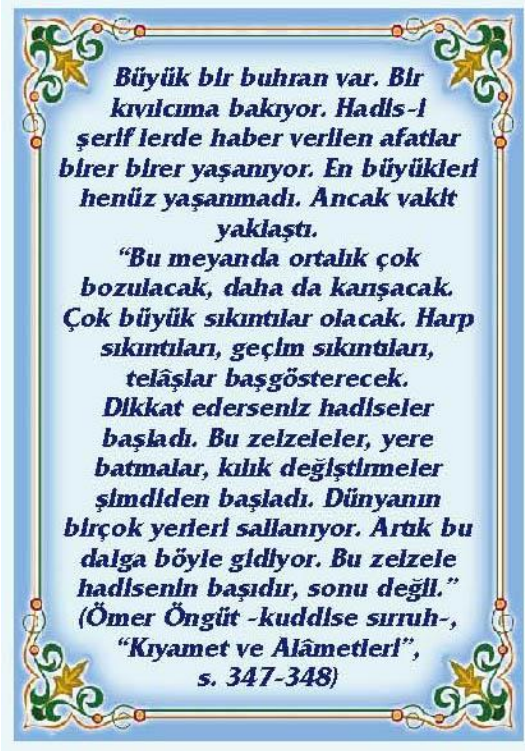 Büyük bir buhran var. Bir
kıvılcıma bakıyor. Hadis-i
şerif lerde haber verilen afatlar
birer birer yaşanıyor. En büyükleri
henüz yaşanmadı. Ancak vakit
yaklaştı.
“Bu meyanda ortalık çok
bozulacak, daha da karışacak.
Çok büyük sıkıntılar olacak. Harp
sıkıntıları, geçim sıkıntıları,
telâşlar başgösterecek.
Dikkat ederseniz hadiseler
başladı. Bu zelzeleler, yere
batmalar, kılık değiştirmeler
şimdiden başladı. Dünyanın
birçok yerleri sallanıyor. Artık bu
dalga böyle gidiyor. Bu zelzele
hadisenin başıdır, sonu değil.”
(Ömer Öngüt -kuddise sırruh-,
“Kıyamet ve Alâmetleri”,
s. 347-348)